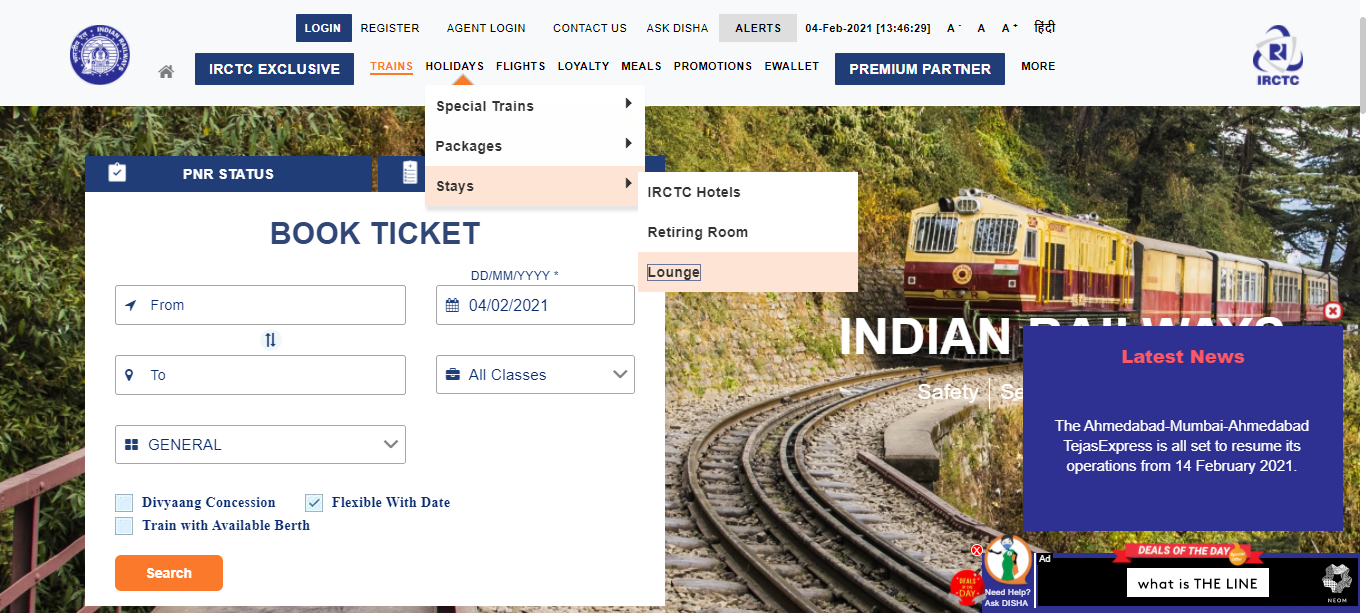 LOGIN REGISTER AGENT LOGIN CONTACT US ASK DISHA ALERTS 04-Feb-2021 [13:46:29] A - A A + हिंदी
IRCTC EXCLUSIVE TRAINS HOLIDAYS FLIGHTS LOYALTY MEALS PROMOTIONS EWALLET PREMIUM PARTNER MORE
INDIAN RAILWAYS
IRCTC
Special Trains
Packages
Stays
IRCTC Hotels
Retiring Room
Lounge
PNR STATUS
BOOK TICKET
DD/MM/YYYY *
From
04/02/2021
To
All Classes
GENERAL
Divyaang Concession
Flexible With Date
Train with Available Berth
Search
INDIAN RAILWAYS
Safety
Latest News
The Ahmedabad-Mumbai-Ahmedabad
TejasExpress is all set to resume its
operations from 14 February 2021.
DEALS OF THE DAY
Ad
what is THE LINE
NEOM
DEALS
DAY
Need Help?
Ask DISHA